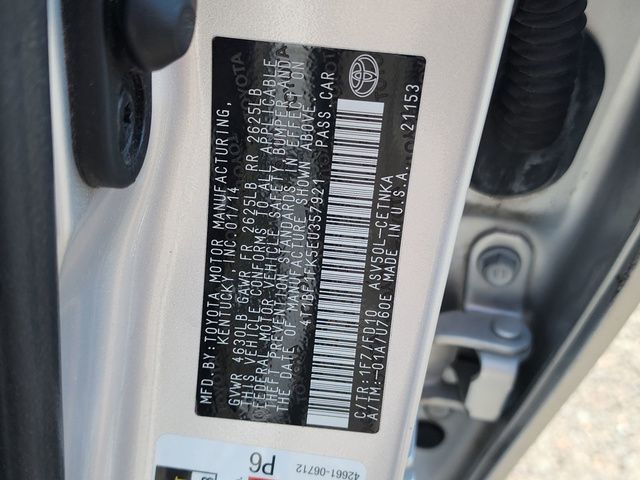 MFD.BY:TOYOTA MOTOR MANUFACTURING,
KENTUCKY, INC.01/14
GVWR 4630LB GAWR FR 2625LB RR 2625LB
THIS VEHICLE CONFORMS TO ALL APPLICABLE
FEDERAL MOTOR VEHICLE SAFETY, BUMPER,AND
THEFT PREVENTION STANDARDS IN EFFECT ON
THE DATE OF MANUFACTURE SHOWN ABOVE.
4T1BF1FK5EU357921 PASS.CAR
C/TR:1F7/FD10 ASV50L-CETNKA
A/TM:-01A/U760E MADE IN U.S.A. 21153
P6
42661-06712